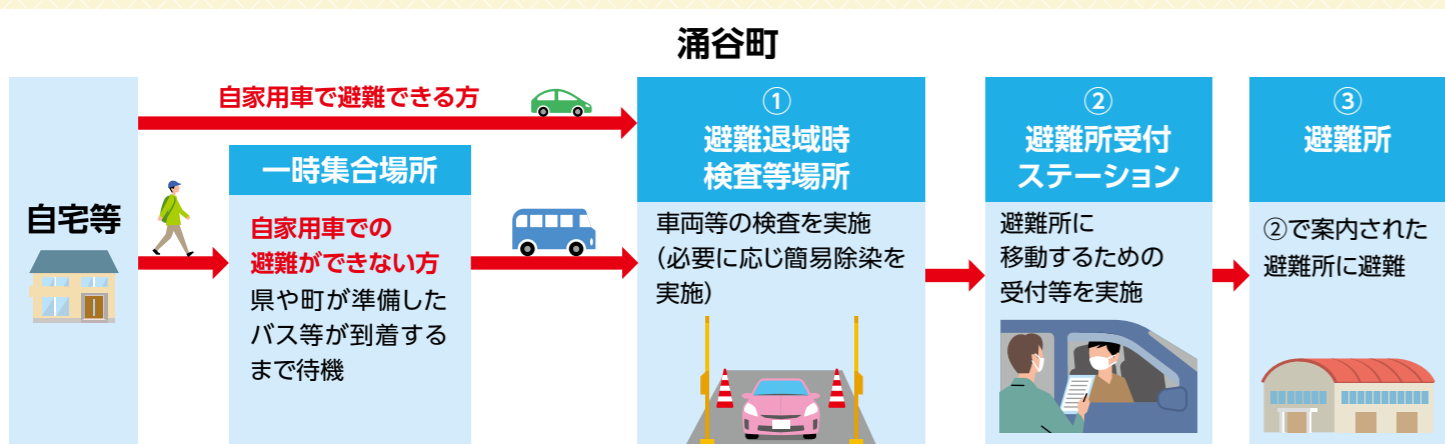 涌谷町
自宅等
自家用車で避難できる方
一時集合場所
自家用車での
避難ができない方
県や町が準備した
バス等が到着する
まで待機
①
避難退域時
検査等場所
車両等の検査を実施
（必要に応じ簡易除染を
実施）
②
避難所受付
ステーション
避難所に
移動するための
受付等を実施
③
避難所
②で案内された
避難所に避難